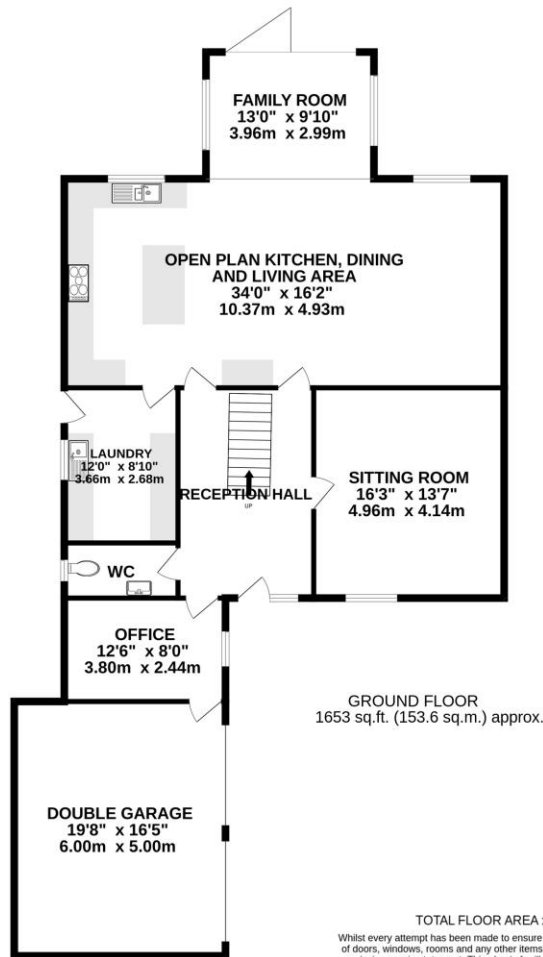 FAMILY ROOM
13'0" x 9'10"
3.96m x 2.99m
OPEN PLAN KITCHEN, DINING
AND LIVING AREA
34'0" x 16'2"
10.37m x 4.93m
LAUNDRY
12'0" x 8'10"
3.66m x 2.68m
RECEPTION HALL
UP
SITTING ROOM
16'3" x 13'7"
4.96m x 4.14m
WC
OFFICE
12'6" x 8'0"
3.80m x 2.44m
GROUND FLOOR
1653 sq.ft. (153.6 sq.m.) approx.
DOUBLE GARAGE
19'8" x 16'5"
6.00m x 5.00m
TOTAL FLOOR AREA :
Whilst every attempt has been made to ensure
of doors, windows, rooms and any other items